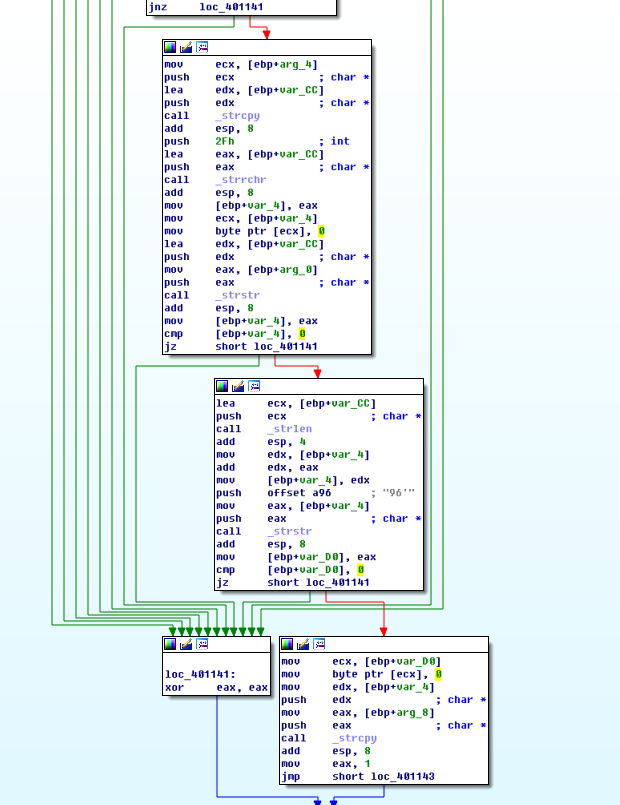 jnz     loc_401141
mov     ecx, [ebp+arg_4]
push    ecx             ; char *
lea     edx, [ebp+var_CC]
push    edx             ; char *
call    _strcpy
add     esp, 8
push    2Fh             ; int
lea     eax, [ebp+var_CC]
push    eax             ; char *
call    _strrchr
add     esp, 8
mov     [ebp+var_4], eax
mov     ecx, [ebp+var_4]
mov     byte ptr [ecx], 0
lea     edx, [ebp+var_CC]
push    edx             ; char *
mov     eax, [ebp+arg_0]
push    eax             ; char *
call    _strstr
add     esp, 8
mov     [ebp+var_4], eax
cmp     [ebp+var_4], 0
jz      short loc_401141
lea     ecx, [ebp+var_CC]
push    ecx             ; char *
call    _strlen
add     esp, 4
mov     edx, [ebp+var_4]
add     edx, eax
mov     [ebp+var_4], edx
push    offset a96      ; "96'"
mov     eax, [ebp+var_4]
push    eax             ; char *
call    _strstr
add     esp, 8
mov     [ebp+var_D0], eax
cmp     [ebp+var_D0], 0
jz      short loc_401141
loc_401141:
xor     eax, eax
mov     ecx, [ebp+var_D0]
mov     byte ptr [ecx], 0
mov     edx, [ebp+var_4]
push    edx             ; char *
mov     eax, [ebp+arg_8]
push    eax             ; char *
call    _strcpy
add     esp, 8
mov     eax, 1
jmp     short loc_401143